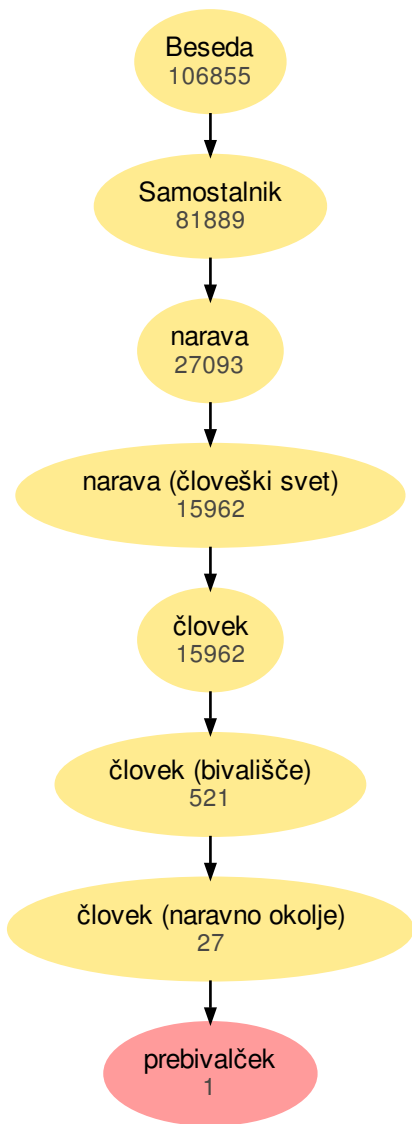 Beseda
106855
Samostalnik
81889
narava
27093
narava (človeški svet)
15962
človek
15962
človek (bivališče)
521
človek (naravno okolje)
27
prebivalček
1